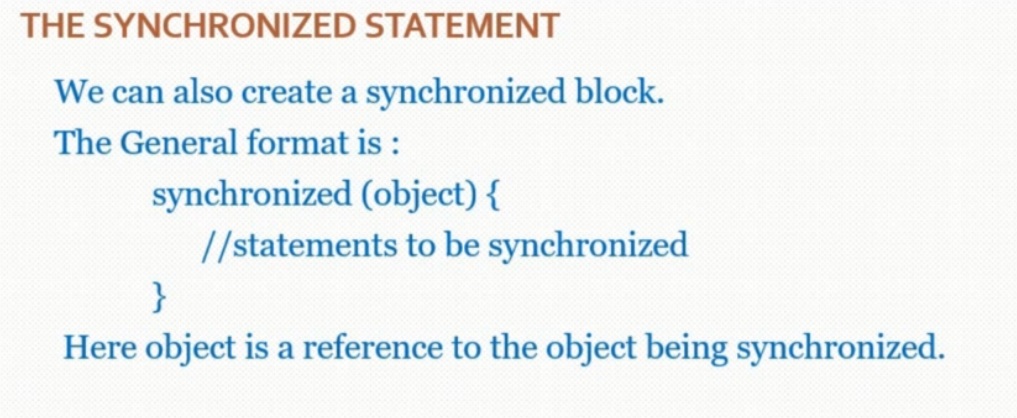 THE SYNCHRONIZED STATEMENT
We can also create a synchronized block.
The General format is :
synchronized (object) {
//statements to be synchronized
}
Here object is a reference to the object being synchronized.